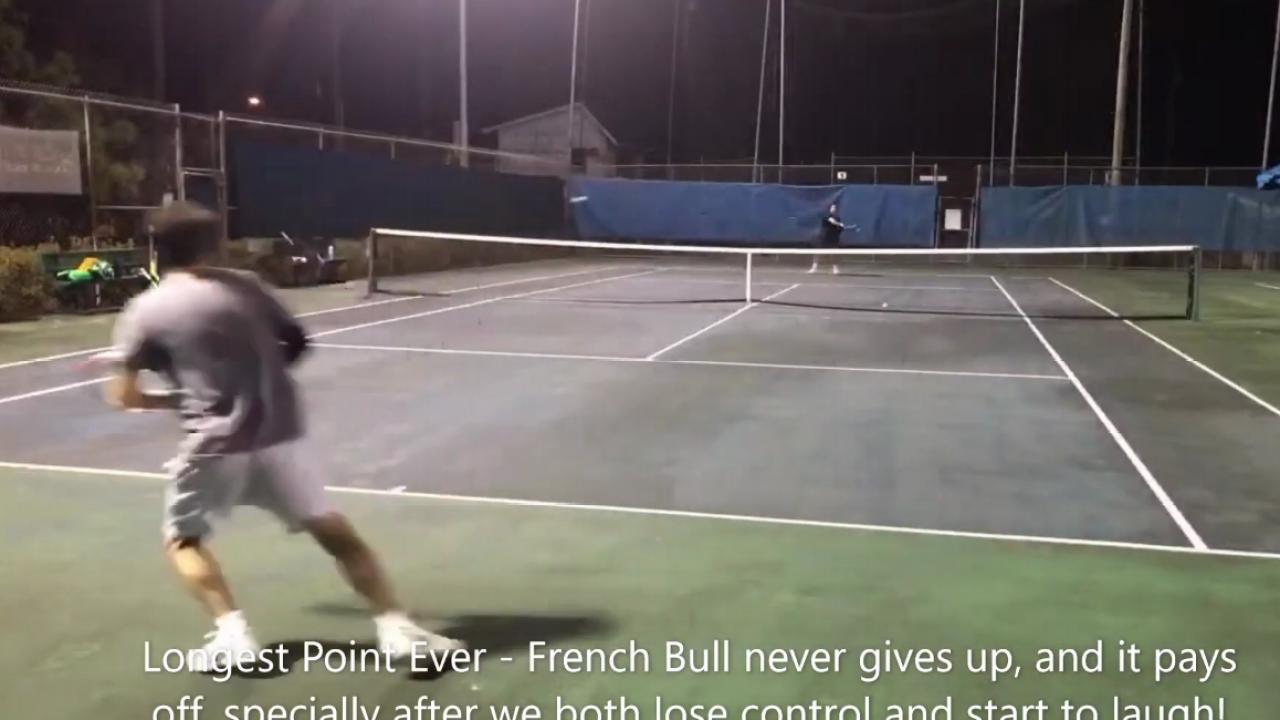 Longest Point Ever - French Bull never gives up, and it pays
off, specially after we both lose control and start to laugh!